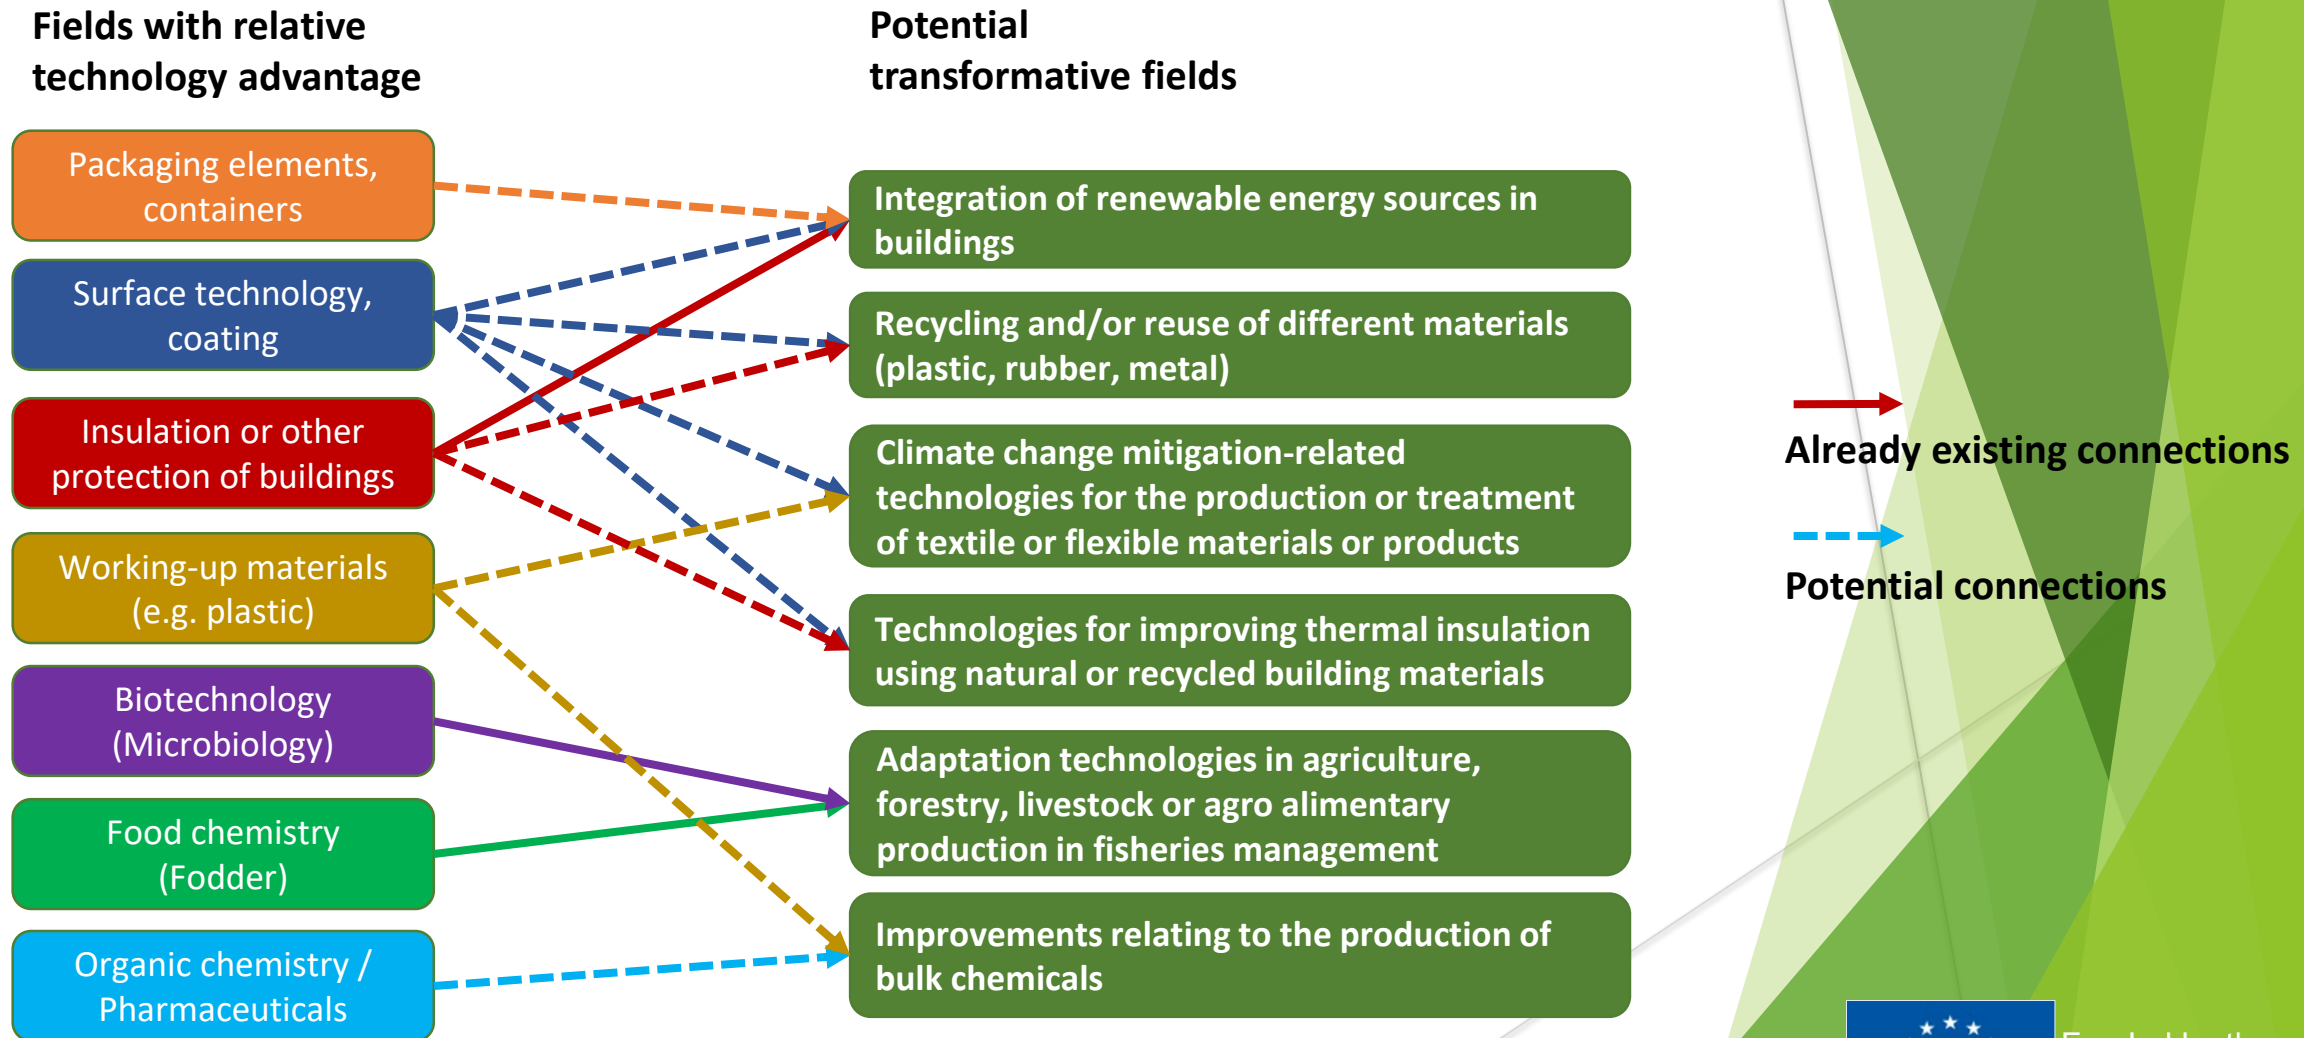 Fields with relative
technology advantage
Potential
transformative fields
Packaging elements,
containers
Surface technology,
coating
Insulation or other
protection of buildings
Working-up materials
(e.g. plastic)
Biotechnology
(Microbiology)
Food chemistry
(Fodder)
Organic chemistry /
Pharmaceuticals
Integration of renewable energy sources in
buildings
Recycling and/or reuse of different materials
(plastic, rubber, metal)
Climate change mitigation-related
technologies for the production or treatment
of textile or flexible materials or products
Technologies for improving thermal insulation
using natural or recycled building materials
Adaptation technologies in agriculture,
forestry, livestock or agro alimentary
production in fisheries management
Improvements relating to the production of
bulk chemicals
Already existing connections
Potential connections